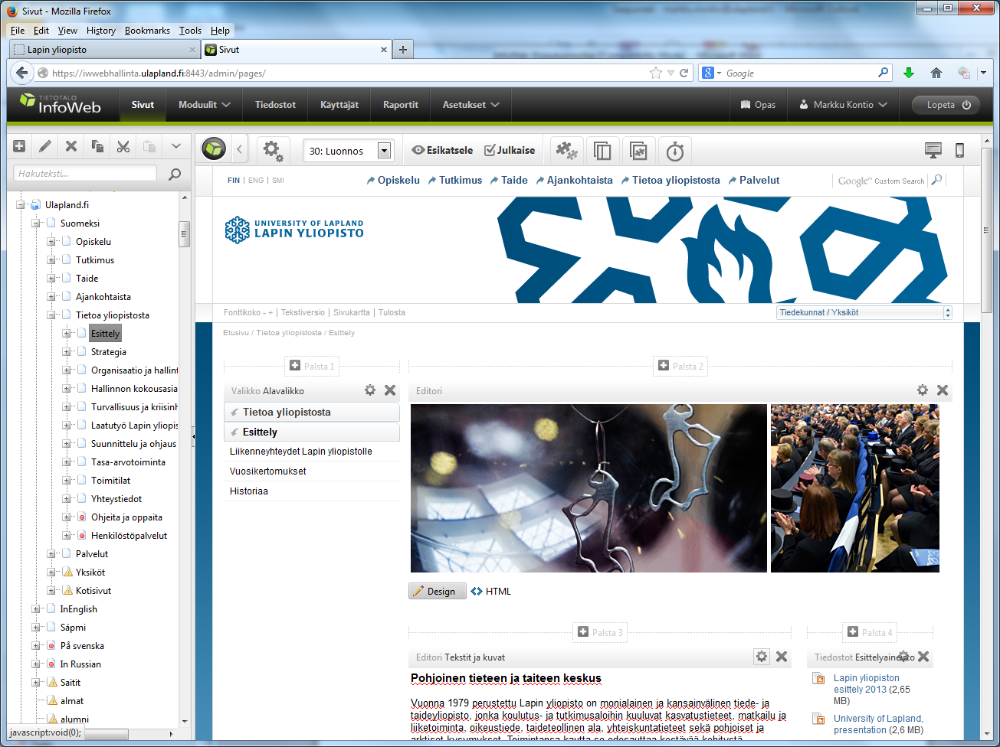 Sivut - Mozilla Firefox
File Edit View History Bookmarks Tools Help
Lapin yliopisto
Sivut
https://iwwebhallinta.ulapland.fi:8443/admin/pages/
Google
TIETOTALO
InfoWeb
Sivut
Moduulit
Tiedostot
Käyttäjät
Raportit
Asetukset
Opas
Markku Kontio
Lopeta
30: Luonnos
Esikatsele
Julkaise
Hakuteksti...
Ulapland.fi
Suomeksi
Opiskelu
Tutkimus
Taide
Ajankohtaista
Tietoa yliopistosta
Esittely
Strategia
Organisaatio ja hallint
Hallinnon kokousasia
Turvallisuus ja kriisinh
Laatutyö Lapin yliopis
Suunnittelu ja ohjaus
Tasa-arvotoiminta
Toimitilat
Yhteystiedot
Ohjeita ja oppaita
Henkilöstöpalvelut
Palvelut
Yksiköt
Kotisivut
InEnglish
Sápmi
På svenska
In Russian
Saitit
almat
alumni
javascript:void(0);
FIN | ENG | SMI
Opiskelu Tutkimus Taide Ajankohtaista Tietoa yliopistosta Palvelut
Google™ Custom Search
UNIVERSITY OF LAPLAND
LAPIN YLIOPISTO
Fonttikoko - + | Tekstiversio | Sivukartta | Tulosta
Tiedekunnat / Yksiköt
Etusivu / Tietoa yliopistosta / Esittely
Palsta 1
Palsta 2
Valikko Alavalikko
Editori
Tietoa yliopistosta
Esittely
Liikenneyhteydet Lapin yliopistolle
Vuosikertomukset
Historiaa
Design
HTML
Palsta 3
Palsta 4
Editori Tekstit ja kuvat
Tiedostot Esittelyaineisto
Pohjoinen tieteen ja taiteen keskus
Vuonna 1979 perustettu Lapin yliopisto on monialainen ja kansainvälinen tiede- ja
taideyliopisto, jonka koulutus- ja tutkimusaloihin kuuluvat kasvatustieteet, matkailu ja
liiketoiminta, oikeustiede, taideteollinen ala, yhteiskuntatieteet sekä pohjoiset ja
arktiset kysymykset. Toimintansa kautta se edesauttaa kestävää kehitystä
Lapin yliopiston
esittely 2013 (2,65
MB)
University of Lapland,
presentation (2,6 MB)